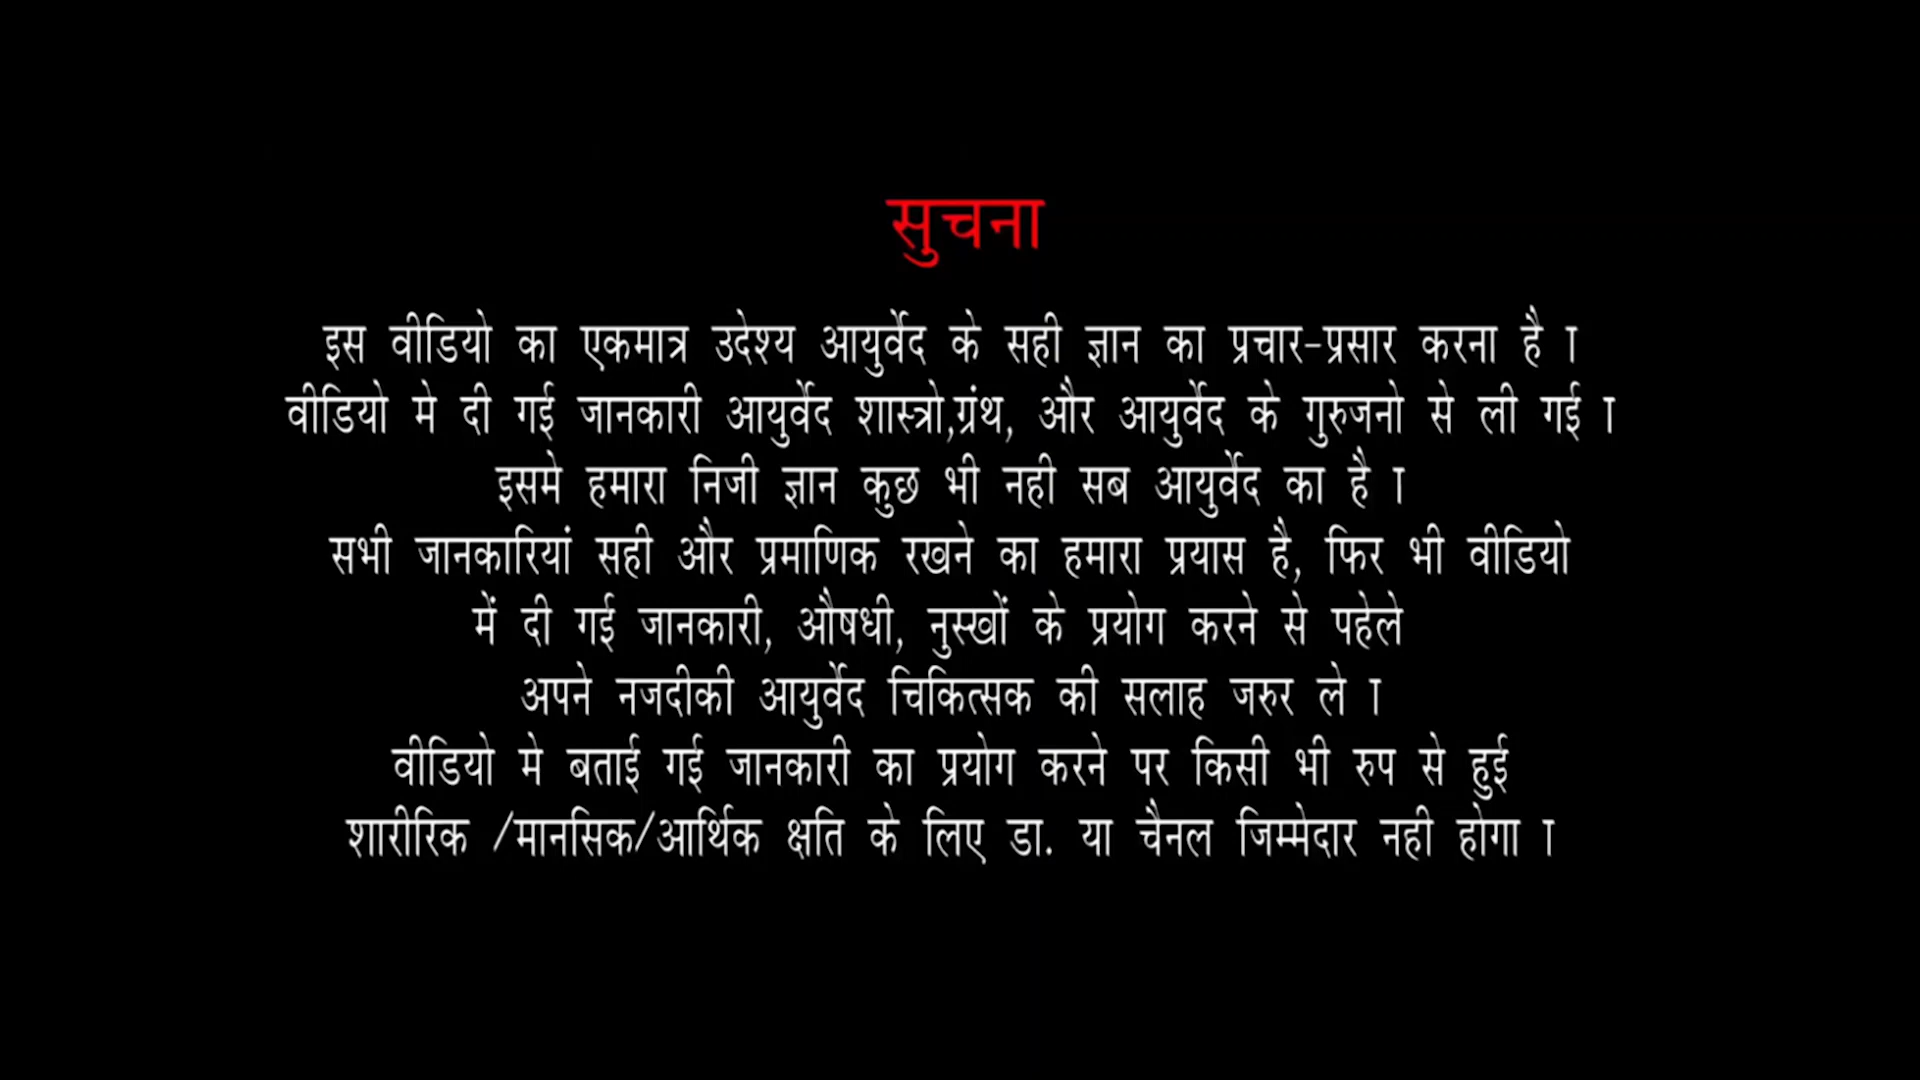 सुचना
इस वीडियो का एकमात्र उदेश्य आयुर्वेद के सही ज्ञान का प्रचार-प्रसार करना है ा
वीडियो मे दी गई जानकारी आयुर्वेद शास्त्रो,ग्रंथ, और आयुर्वेद के गुरुजनो से ली गई ा
इसमे हमारा निजी ज्ञान कुछ भी नही सब आयुर्वेद का है ा
सभी जानकारियां सही और प्रमाणिक रखने का हमारा प्रयास है, फिर भी वीडियो
में दी गई जानकारी, औषधी, नुस्खों के प्रयोग करने से पहेले
अपने नजदीकी आयुर्वेद चिकित्सक की सलाह जरुर ले ा
वीडियो मे बताई गई जानकारी का प्रयोग करने पर किसी भी रुप से हुई
शारीरिक /मानसिक/आर्थिक क्षति के लिए डा. या चैनल जिम्मेदार नही होगा ा